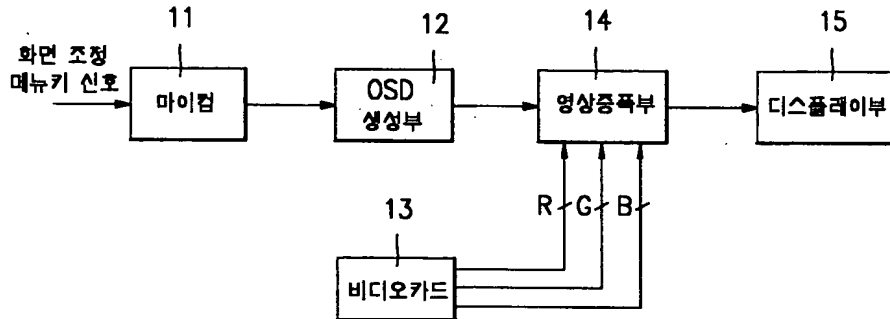 11
12
14
15
화면 조정
메뉴키 신호
마이컴
OSD
생성부
영상증폭부
디스플레이부
R G B
13
비디오카드